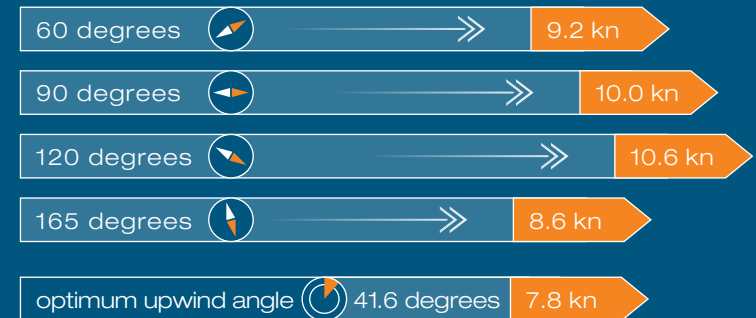 60 degrees 9.2 kn
90 degrees 10.0 kn
120 degrees 10.6 kn
165 degrees 8.6 kn
optimum upwind angle 41.6 degrees 7.8 kn